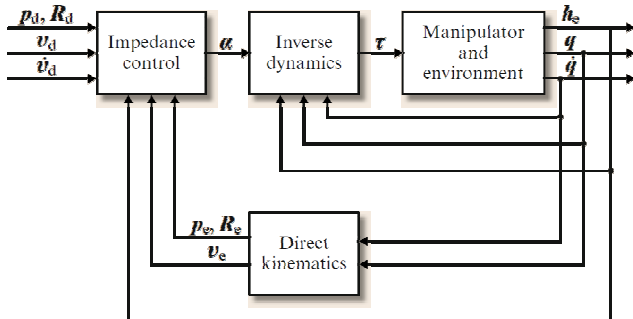 p_d, R_d
v_d
v̇_d
Impedance
control
α
Inverse
dynamics
τ
Manipulator
and
environment
h_e
q
q̇
p_e, R_e
v_e
Direct
kinematics